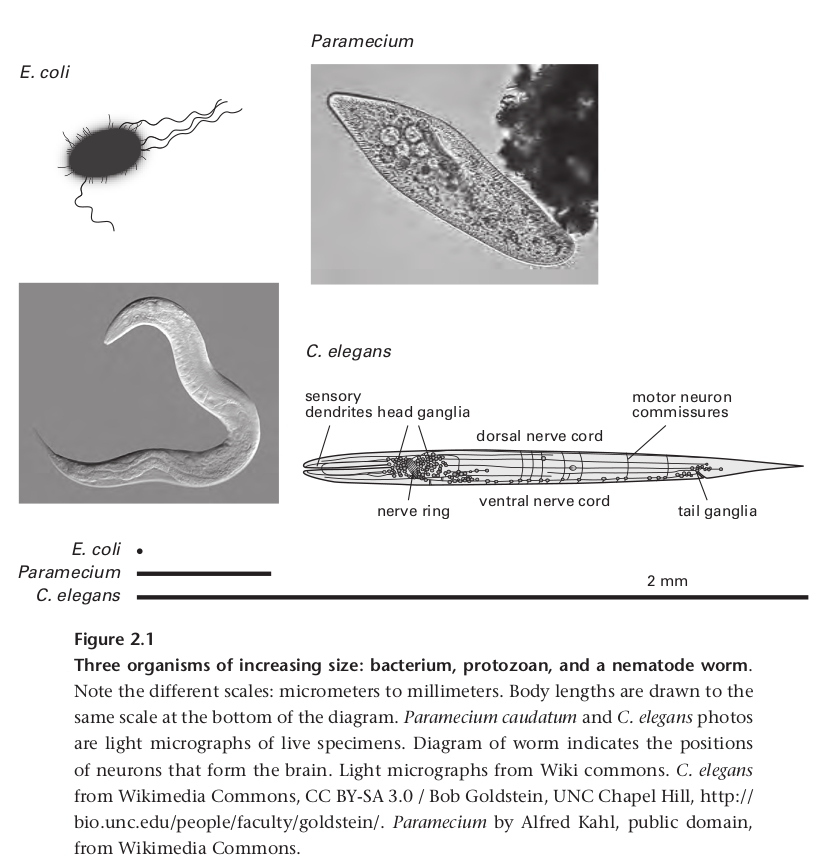 Paramecium
E. coli
C. elegans
sensory
dendrites head ganglia
motor neuron
commissures
dorsal nerve cord
nerve ring
ventral nerve cord
tail ganglia
E. coli
Paramecium
2 mm
C. elegans
Figure 2.1
Three organisms of increasing size: bacterium, protozoan, and a nematode worm.
Note the different scales: micrometers to millimeters. Body lengths are drawn to the
same scale at the bottom of the diagram. Paramecium caudatum and C. elegans photos
are light micrographs of live specimens. Diagram of worm indicates the positions
of neurons that form the brain. Light micrographs from Wiki commons. C. elegans
from Wikimedia Commons, CC BY-SA 3.0 / Bob Goldstein, UNC Chapel Hill, http://
bio.unc.edu/people/faculty/goldstein/. Paramecium by Alfred Kahl, public domain,
from Wikimedia Commons.